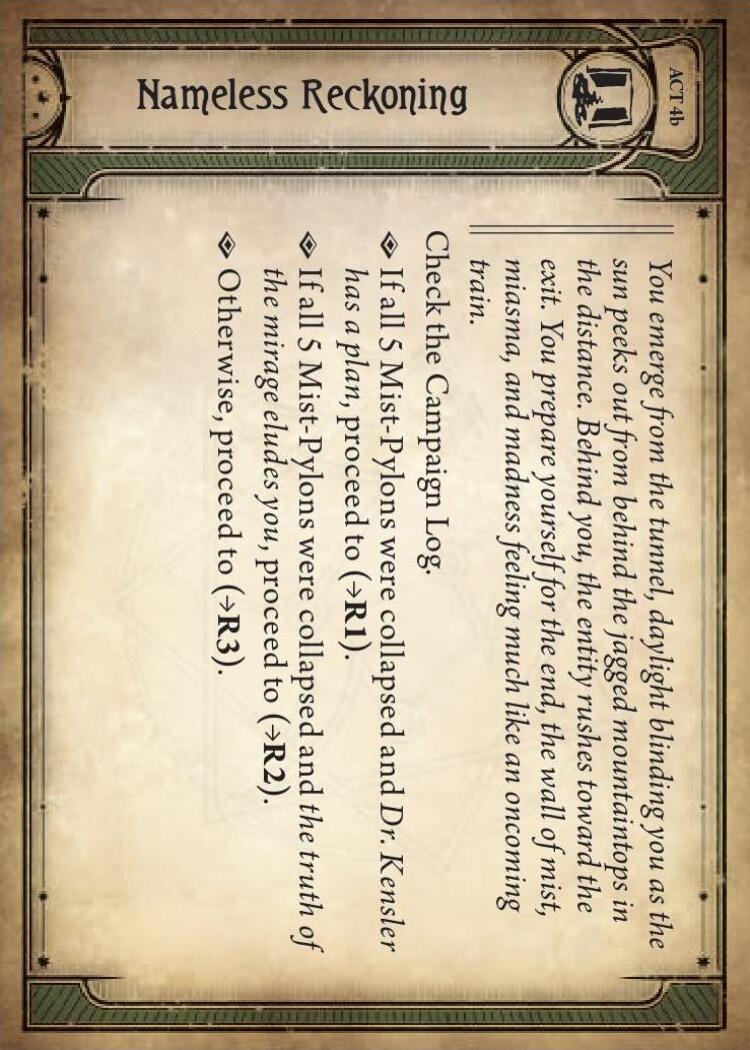 ACT 4b
Nameless Reckoning
You emerge from the tunnel, daylight blinding you as the
sun peeks out from behind the jagged mountaintops in
the distance. Behind you, the entity rushes toward the
exit. You prepare yourself for the end, the wall of mist,
miasma, and madness feeling much like an oncoming
train.
Check the Campaign Log.
If all 5 Mist-Pylons were collapsed and Dr. Kensler
has a plan, proceed to (→R1).
If all 5 Mist-Pylons were collapsed and the truth of
the mirage eludes you, proceed to (→R2).
Otherwise, proceed to (→R3).